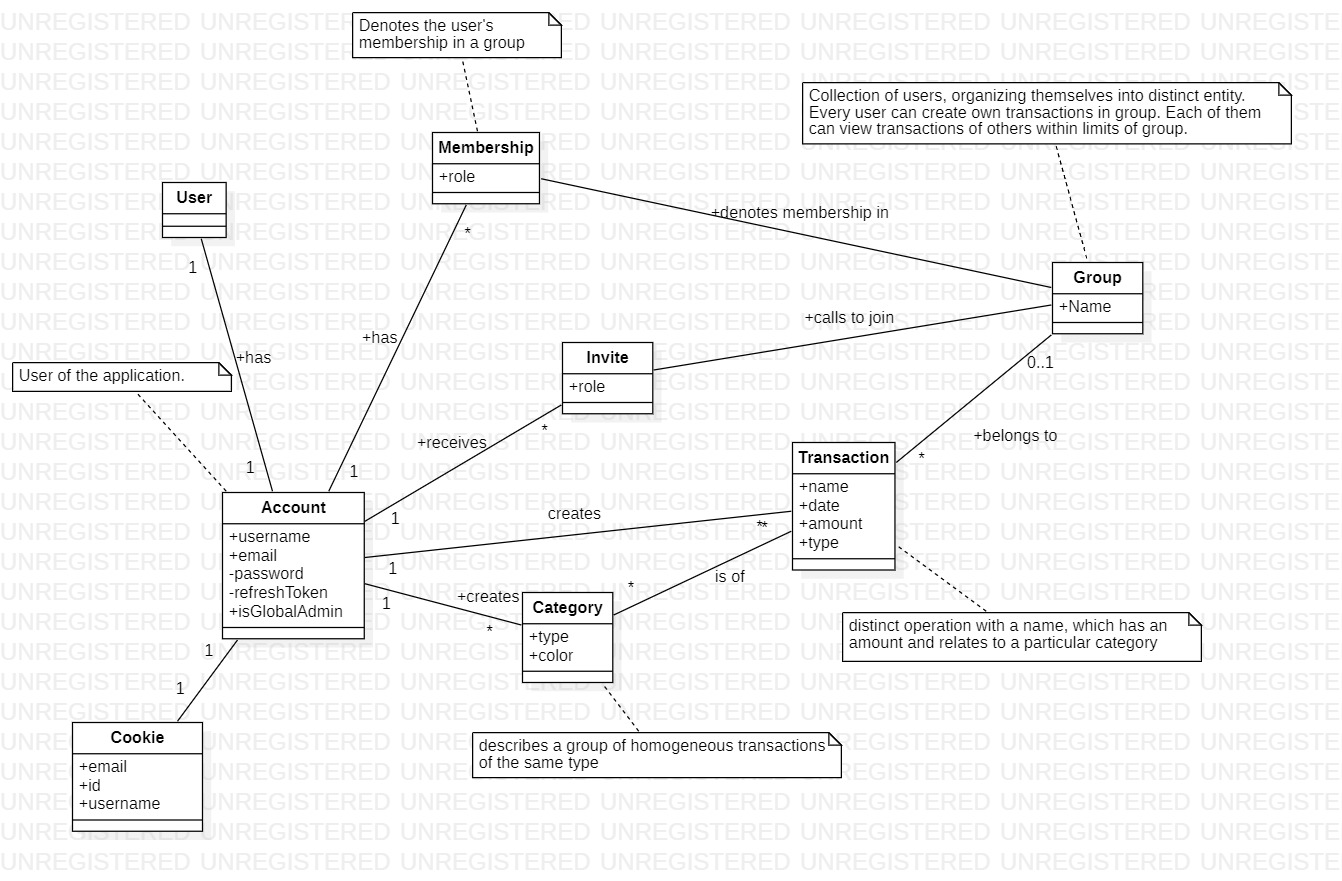 Denotes the user's
membership in a group
Collection of users, organizing themselves into distinct entity.
Every user can create own transactions in group. Each of them
can view transactions of others within limits of group.
Membership
+role
*
User
1
+denotes membership in
Group
+Name
0..1
+calls to join
+has
+has
Invite
+role
*
User of the application.
+receives
+belongs to
*
Transaction
+name
+date
+amount
+type
1
1
Account
+username
+email
-password
-refreshToken
+isGlobalAdmin
1
creates
*
*
1
is of
*
+creates
1
*
Category
+type
+color
distinct operation with a name, which has an
amount and relates to a particular category
1
1
Cookie
+email
+id
+username
describes a group of homogeneous transactions
of the same type
UNREGISTERED